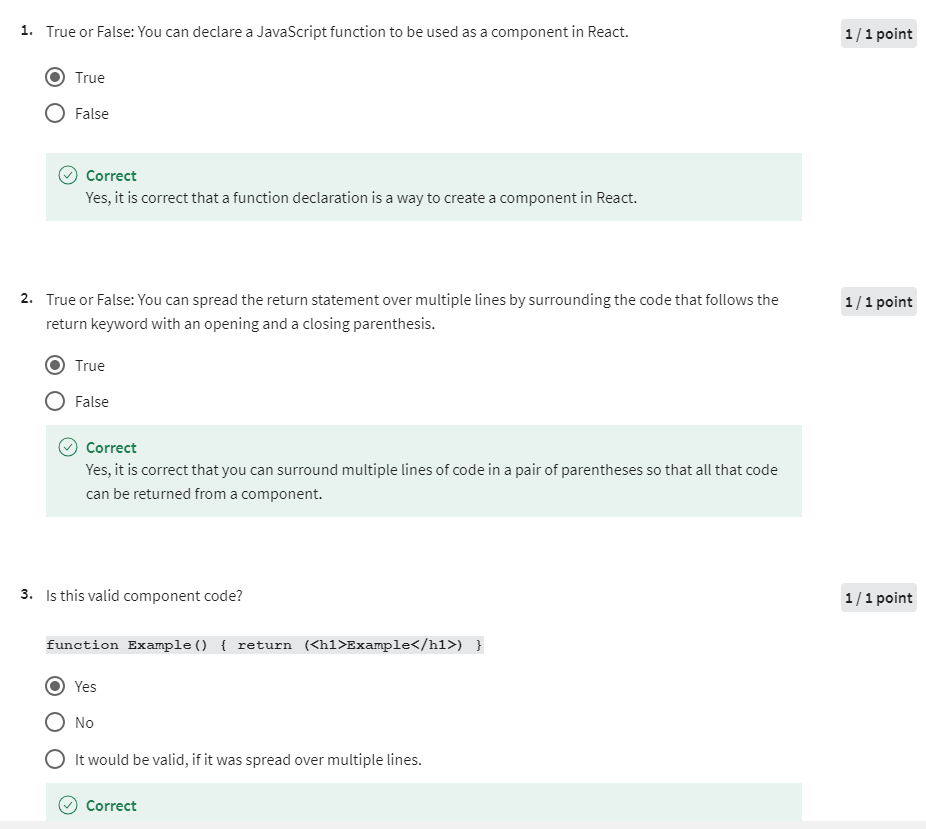 1. True or False: You can declare a JavaScript function to be used as a component in React.
1 / 1 point
True
False
Correct
Yes, it is correct that a function declaration is a way to create a component in React.
2. True or False: You can spread the return statement over multiple lines by surrounding the code that follows the
return keyword with an opening and a closing parenthesis.
1 / 1 point
True
False
Correct
Yes, it is correct that you can surround multiple lines of code in a pair of parentheses so that all that code
can be returned from a component.
3. Is this valid component code?
1 / 1 point
function Example() { return (<h1>Example</h1>) }
Yes
No
It would be valid, if it was spread over multiple lines.
Correct